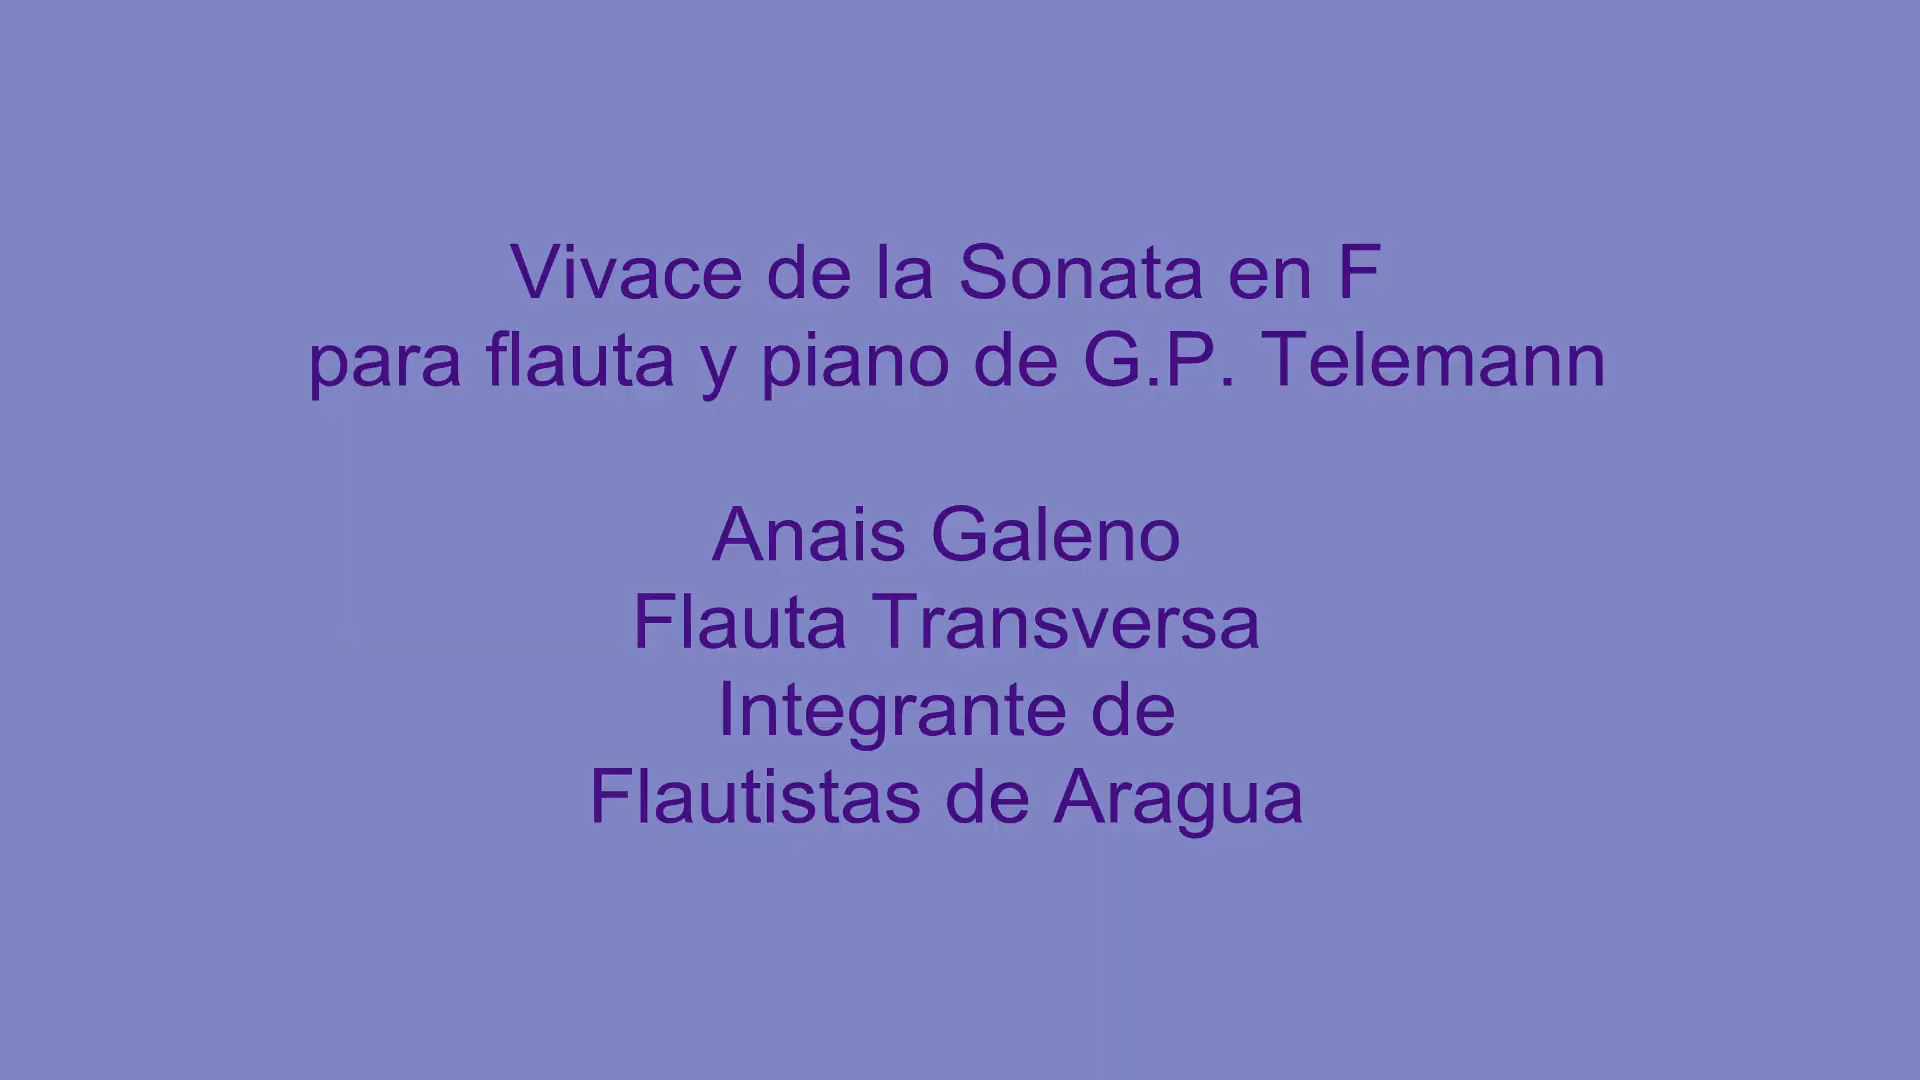 Vivace de la Sonata en F
para flauta y piano de G.P. Telemann
Anais Galeno
Flauta Transversa
Integrante de
Flautistas de Aragua